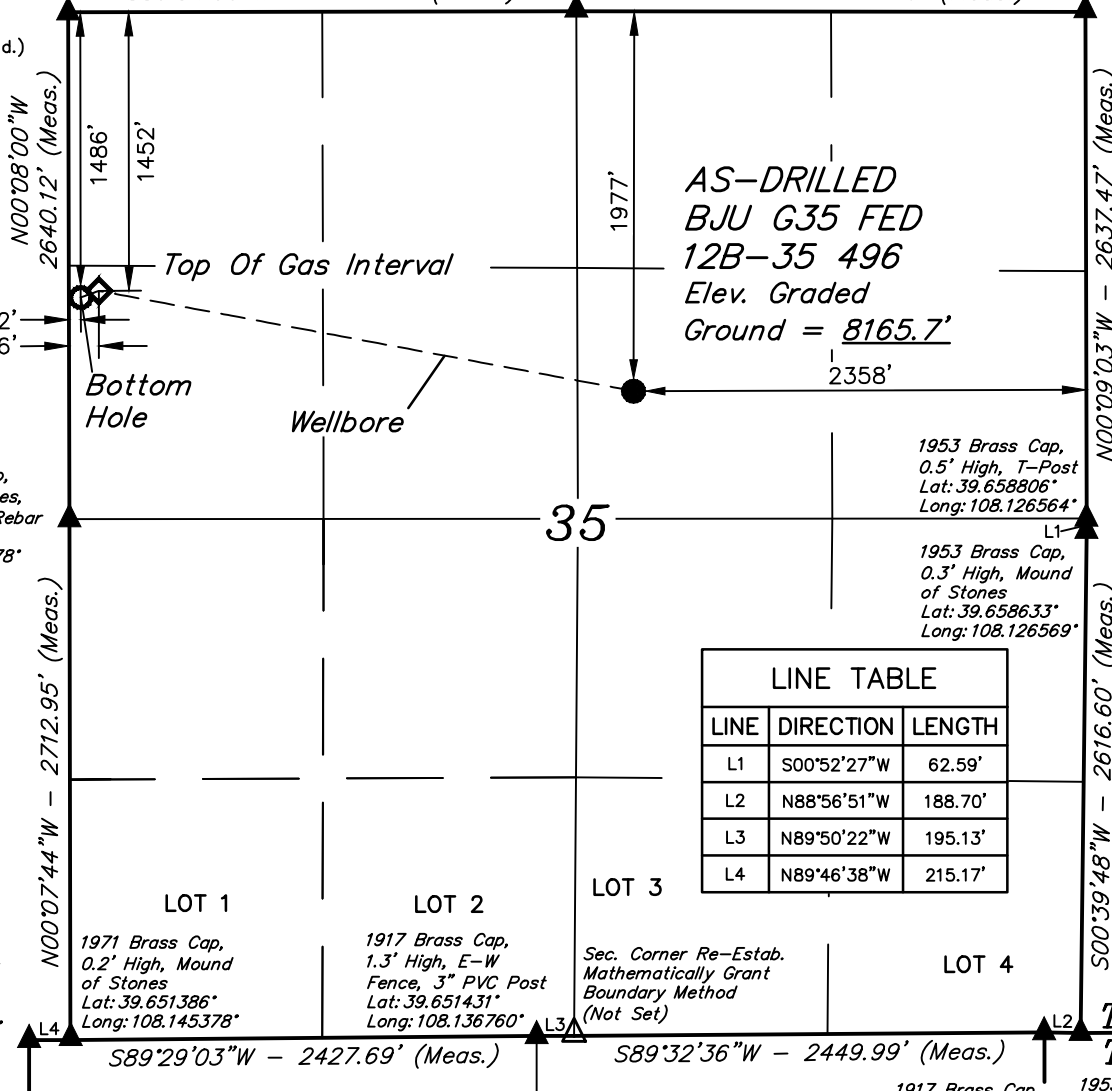 d.)
N00°08'00"W
2640.12' (Meas.)
1486'
1452'
1977'
AS-DRILLED
BJU G35 FED
12B-35 496
Elev. Graded
Ground = 8165.7'
N00°09'03"W - 2637.47' (Meas.)
Top Of Gas Interval
2'
6'
Bottom
Hole
Wellbore
2358'
1953 Brass Cap,
0.5' High, T-Post
Lat: 39.658806°
Long: 108.126564°
es,
Rebar
78°
35
L1
1953 Brass Cap,
0.3' High, Mound
of Stones
Lat: 39.658633°
Long: 108.126569°
N00°07'44"W - 2712.95' (Meas.)
S00°39'48"W - 2616.60' (Meas.)
LINE TABLE
LINE DIRECTION LENGTH
L1 S00°52'27"W 62.59'
L2 N88°56'51"W 188.70'
L3 N89°50'22"W 195.13'
L4 N89°46'38"W 215.17'
LOT 1
LOT 2
LOT 3
LOT 4
1971 Brass Cap,
0.2' High, Mound
of Stones
Lat: 39.651386°
Long: 108.145378°
1917 Brass Cap,
1.3' High, E-W
Fence, 3" PVC Post
Lat: 39.651431°
Long: 108.136760°
Sec. Corner Re-Estab.
Mathematically Grant
Boundary Method
(Not Set)
L4
L3
L2
T
T
S89°29'03"W - 2427.69' (Meas.)
S89°32'36"W - 2449.99' (Meas.)
1917 Brass Cap
195